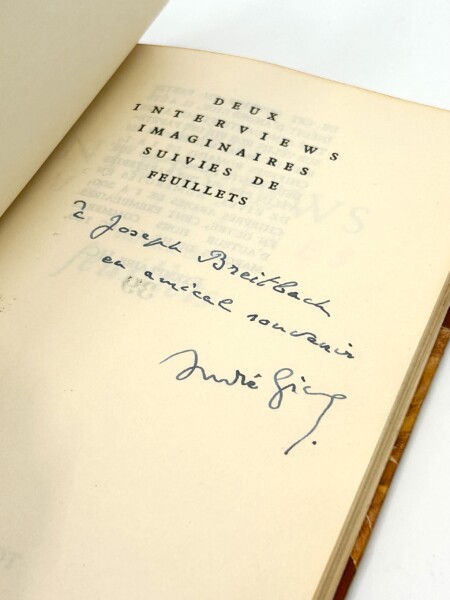 DEUX
INTERVIEWS
IMAGINAIRES
SUIVIES DE
FEUILLETS
à Joseph Breitbach
en amical souvenir
André Gide